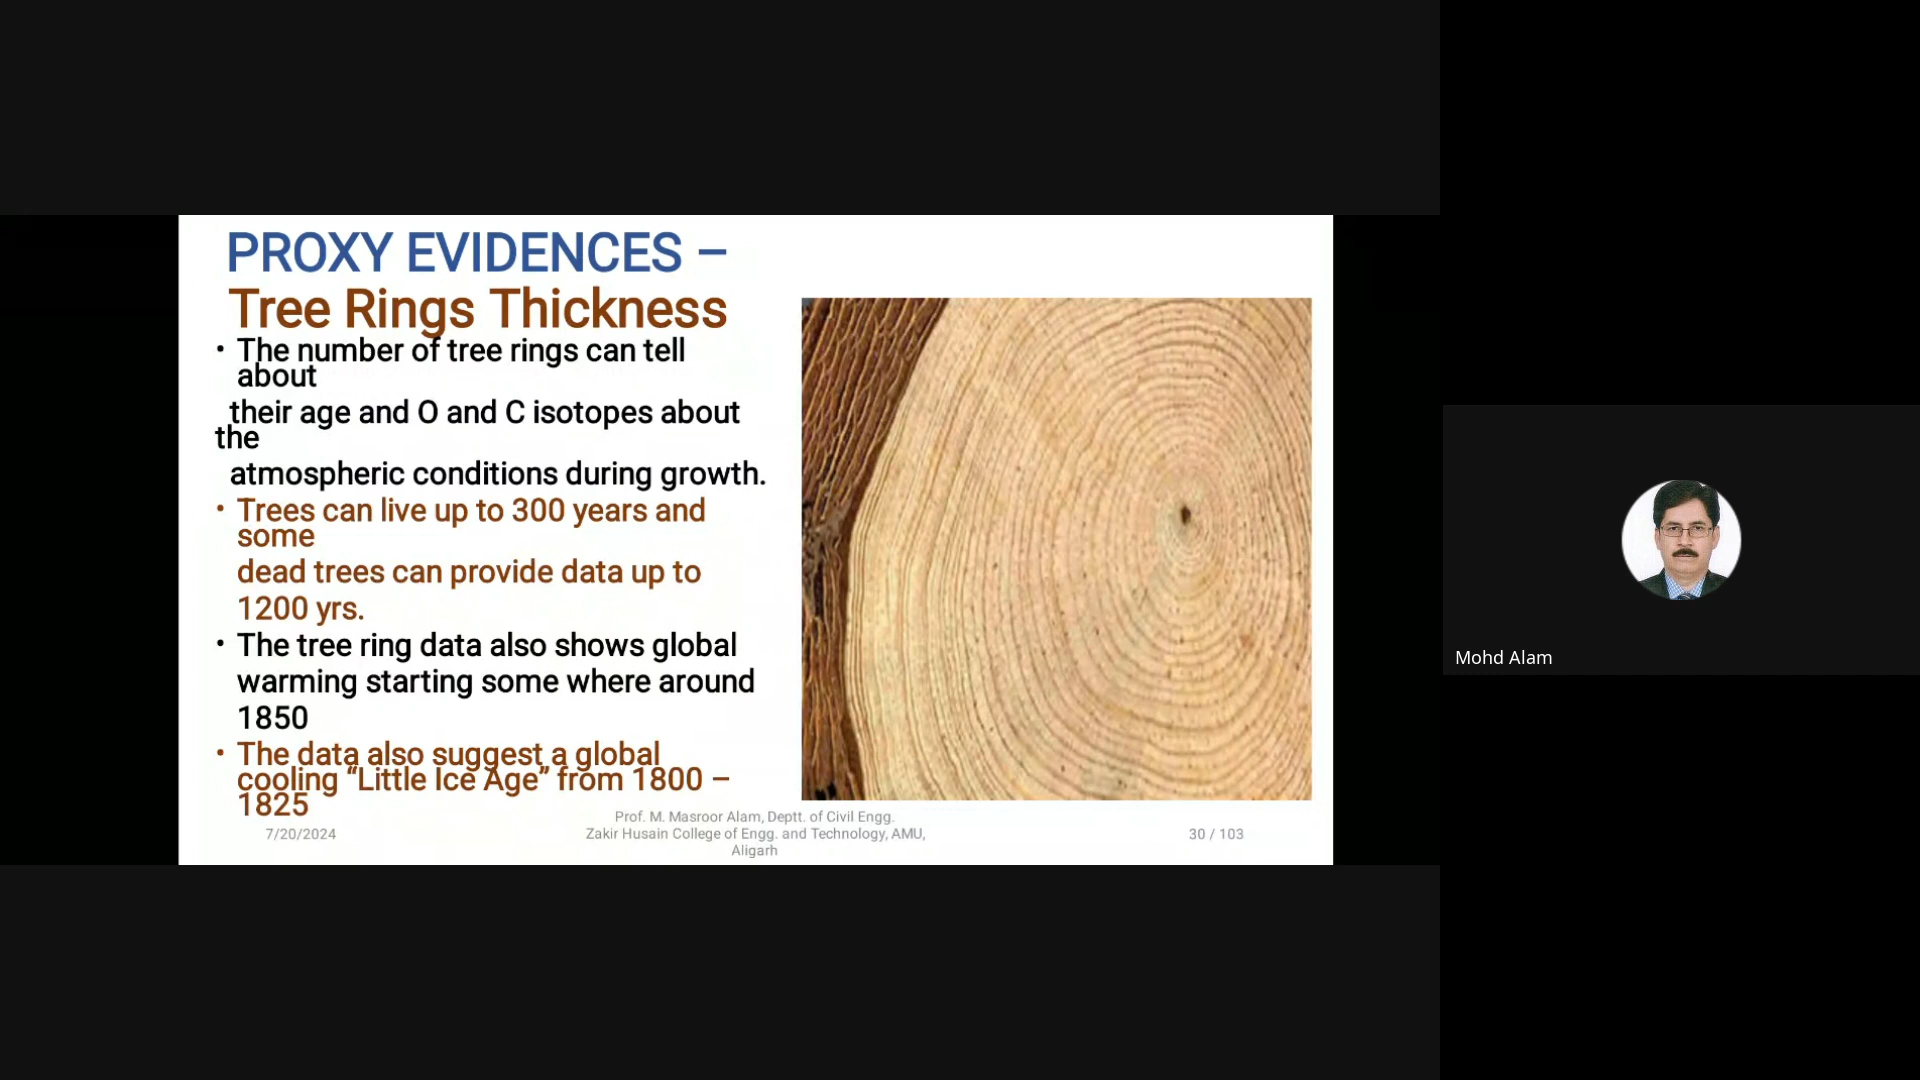 PROXY EVIDENCES –
Tree Rings Thickness
• The number of tree rings can tell
about
their age and O and C isotopes about
the
atmospheric conditions during growth.
• Trees can live up to 300 years and
some
dead trees can provide data up to
1200 yrs.
• The tree ring data also shows global
warming starting some where around
1850
• The data also suggest a global
cooling “Little Ice Age” from 1800 –
1825
7/20/2024
Prof. M. Masroor Alam, Deptt. of Civil Engg.
Zakir Husain College of Engg. and Technology, AMU,
Aligarh
30 / 103
Mohd Alam